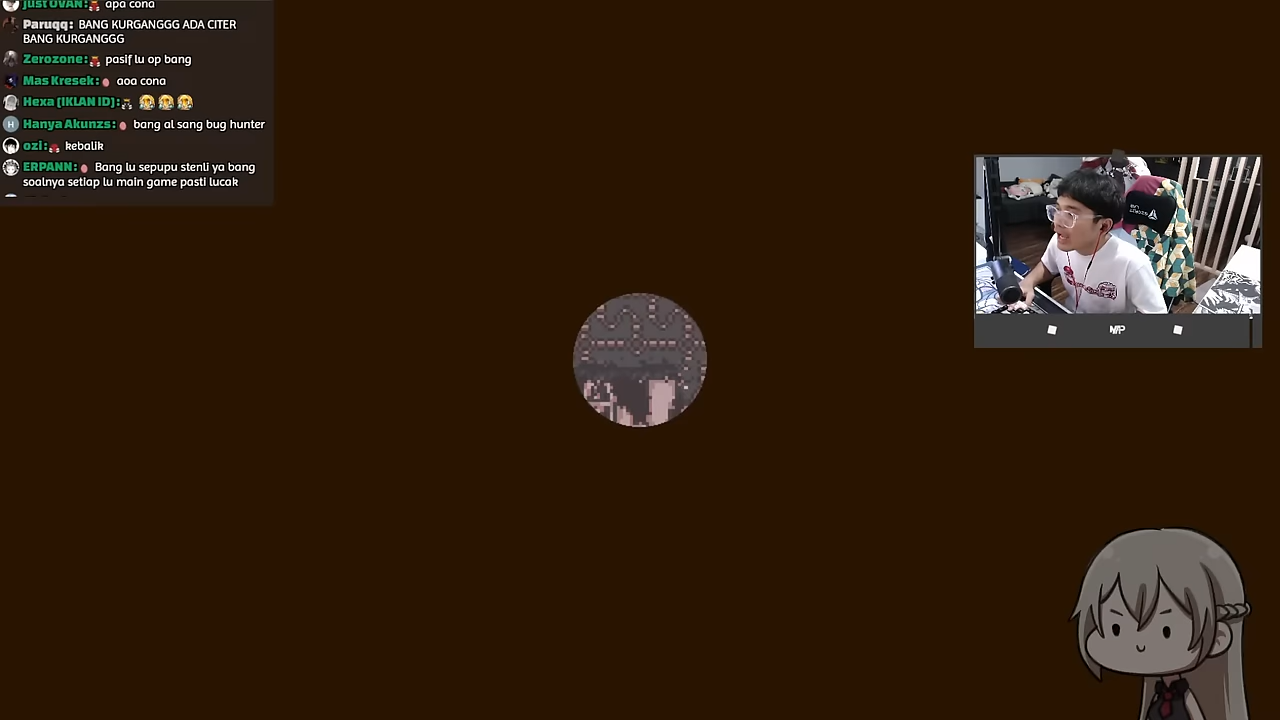 just OVAN: apa cona
Paruqq: BANG KURGANGGG ADA CITER
BANG KURGANGGG
Zerozone: pasif lu op bang
Mas Kresek: aoa cona
Hexa (IKLAN ID): 😭 😭 😭
H Hanya Akunzs: bang al sang bug hunter
ozi: kebalik
ERPANN: Bang lu sepupu stenli ya bang
soalnya setiap lu main game pasti lucak